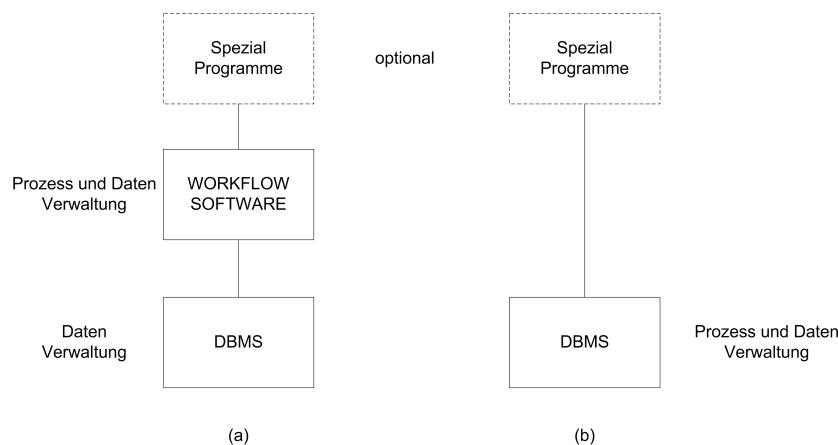 Spezial
Programme
optional
Spezial
Programme
Prozess und Daten
Verwaltung
WORKFLOW
SOFTWARE
Daten
Verwaltung
DBMS
DBMS
Prozess und Daten
Verwaltung
(a)
(b)